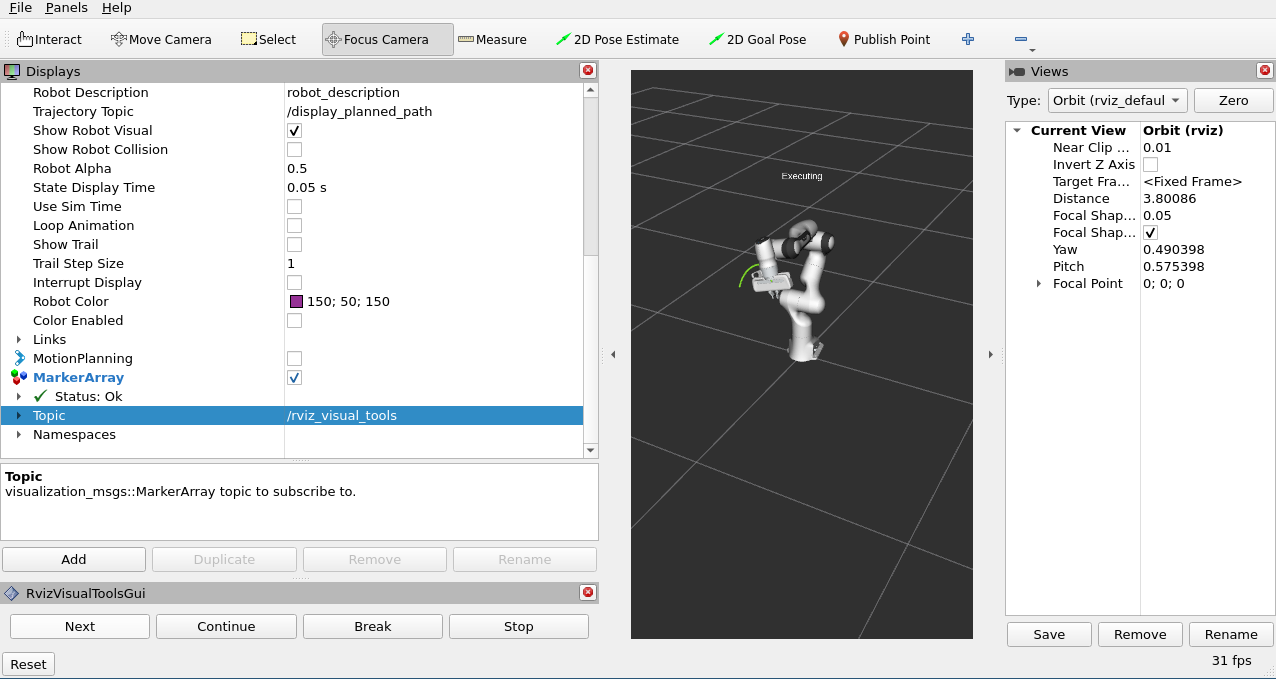 File Panels Help
Interact Move Camera Select Focus Camera Measure 2D Pose Estimate 2D Goal Pose Publish Point
Displays
Robot Description robot_description
Trajectory Topic /display_planned_path
Show Robot Visual
Show Robot Collision
Robot Alpha 0.5
State Display Time 0.05 s
Use Sim Time
Loop Animation
Show Trail
Trail Step Size 1
Interrupt Display
Robot Color 150; 50; 150
Color Enabled
Links
MotionPlanning
MarkerArray
Status: Ok
Topic /rviz_visual_tools
Namespaces
Topic
visualization_msgs::MarkerArray topic to subscribe to.
Add Duplicate Remove Rename
RvizVisualToolsGui
Next Continue Break Stop
Reset
Executing
Views
Type: Orbit (rviz_defaul Zero
Current View Orbit (rviz)
Near Clip ... 0.01
Invert Z Axis
Target Fra... <Fixed Frame>
Distance 3.80086
Focal Shap... 0.05
Focal Shap...
Yaw 0.490398
Pitch 0.575398
Focal Point 0; 0; 0
Save Remove Rename
31 fps